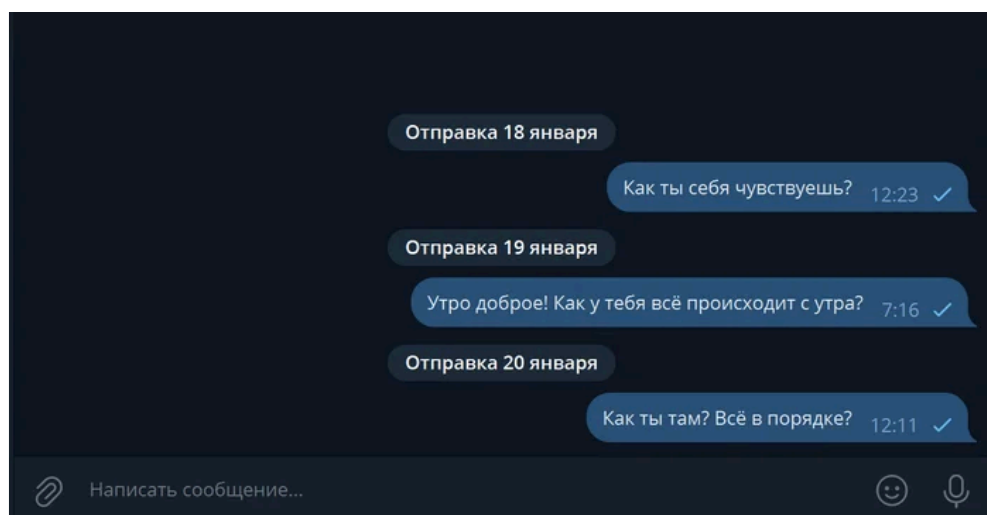 Отправка 18 января
Как ты себя чувствуешь? 12:23
Отправка 19 января
Утро доброе! Как у тебя всё происходит с утра? 7:16
Отправка 20 января
Как ты там? Всё в порядке? 12:11
Написать сообщение...